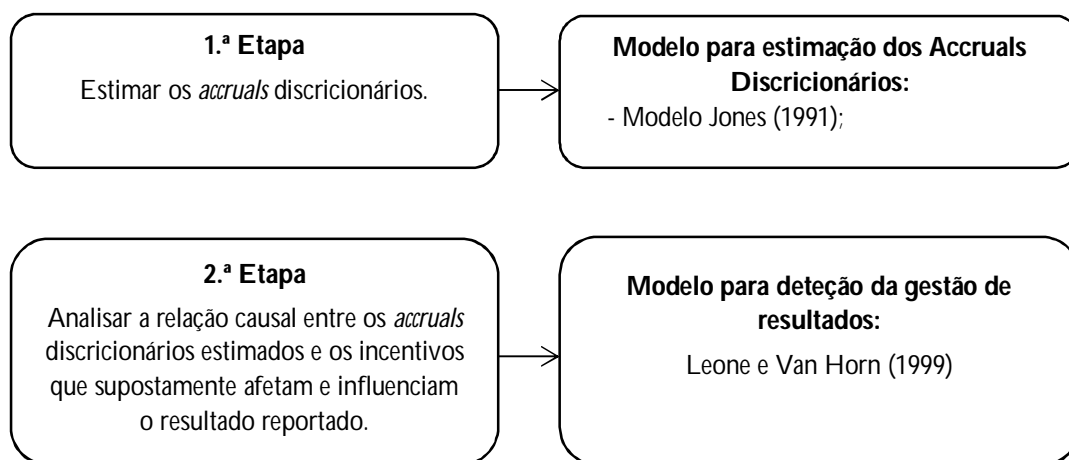 1.ª Etapa
Estimar os accruals discricionários.
Modelo para estimação dos Accruals
Discricionários:
- Modelo Jones (1991);
2.ª Etapa
Analisar a relação causal entre os accruals
discricionários estimados e os incentivos
que supostamente afetam e influenciam
o resultado reportado.
Modelo para deteção da gestão de
resultados:
Leone e Van Horn (1999)